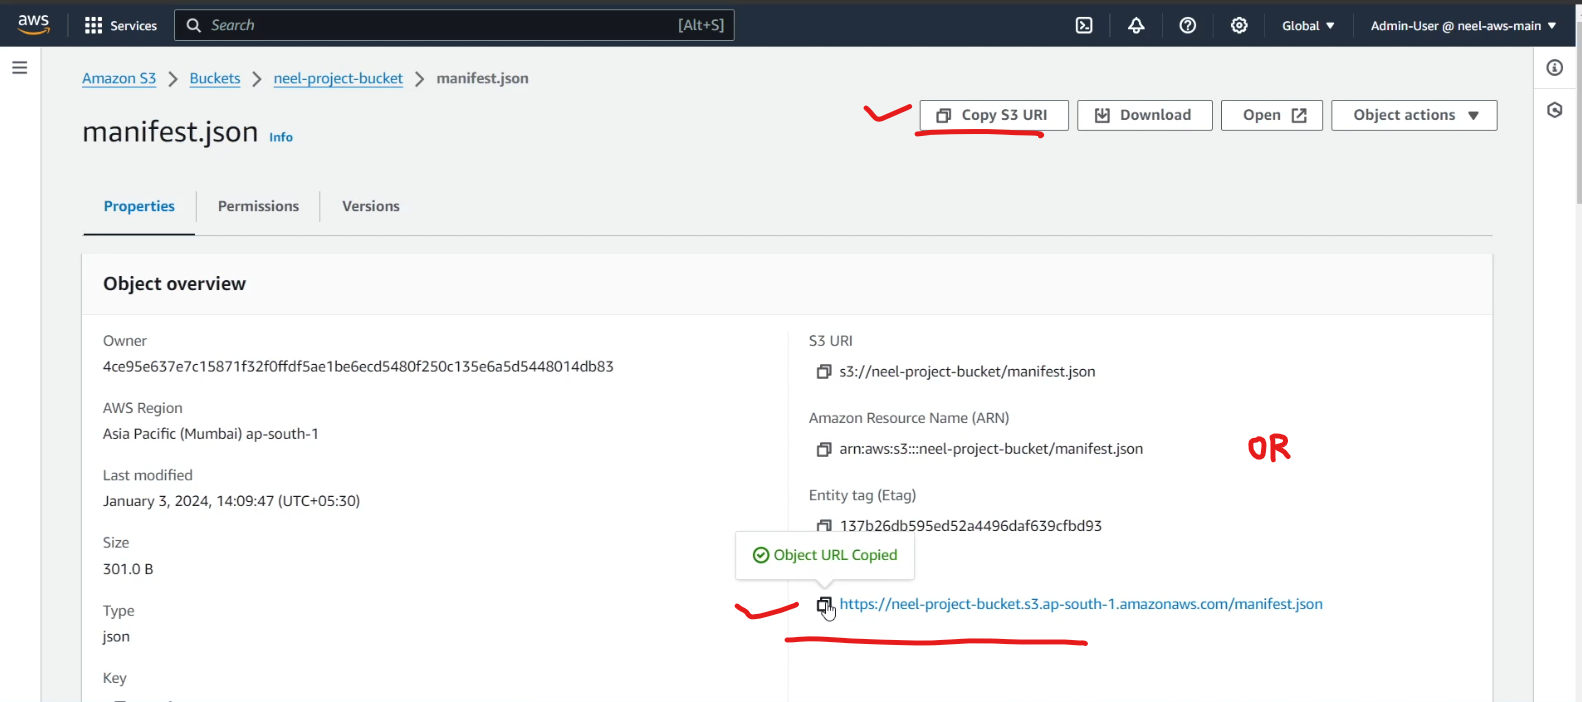 aws
Services
Search [Alt+S]
Global
Admin-User @ neel-aws-main
Amazon S3 > Buckets > neel-project-bucket > manifest.json
manifest.json Info
Copy S3 URI
Download
Open
Object actions
Properties
Permissions
Versions
Object overview
Owner
4ce95e637e7c15871f32f0ffdf5ae1be6ecd5480f250c135e6a5d5448014db83
AWS Region
Asia Pacific (Mumbai) ap-south-1
Last modified
January 3, 2024, 14:09:47 (UTC+05:30)
Size
301.0 B
Type
json
Key
S3 URI
s3://neel-project-bucket/manifest.json
Amazon Resource Name (ARN)
arn:aws:s3:::neel-project-bucket/manifest.json
OR
Entity tag (Etag)
137b26db595ed52a4496daf639cfbd93
Object URL Copied
https://neel-project-bucket.s3.ap-south-1.amazonaws.com/manifest.json